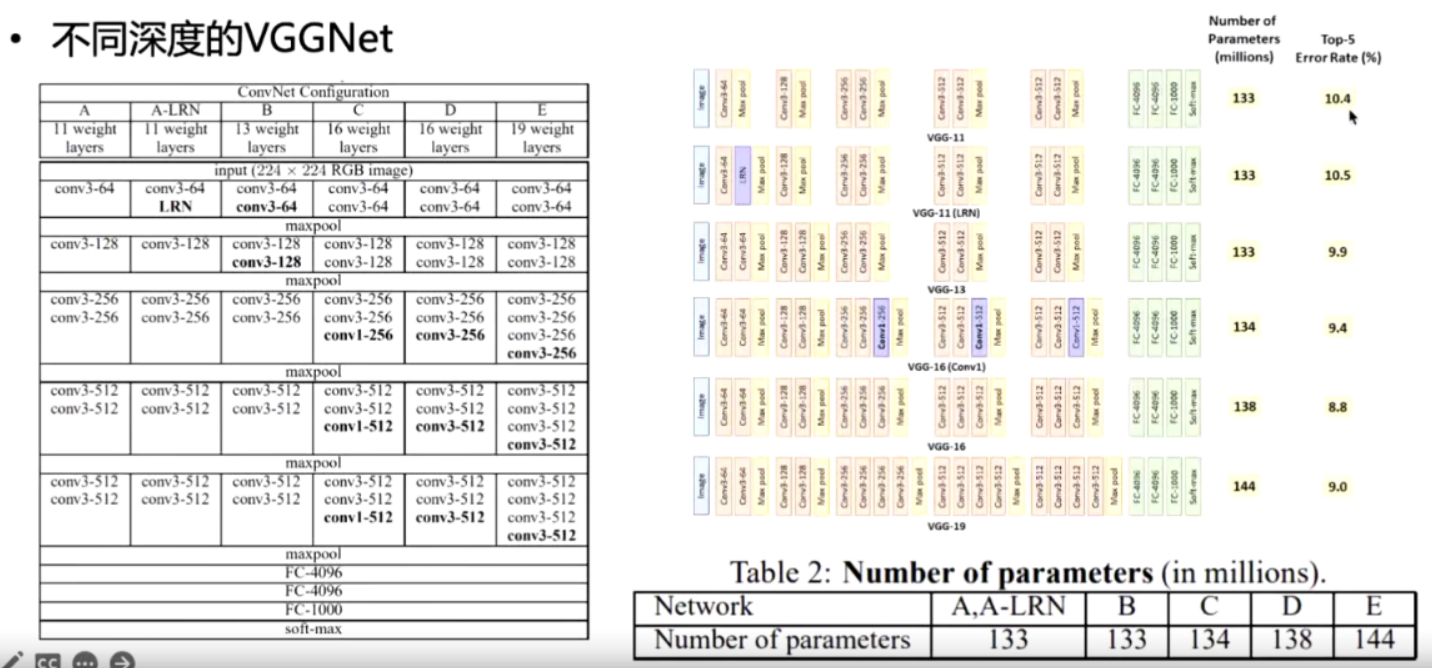 • 不同深度的VGGNet
ConvNet Configuration
A A-LRN B C D E
11 weight layers 11 weight layers 13 weight layers 16 weight layers 16 weight layers 19 weight layers
input (224 × 224 RGB image)
conv3-64 conv3-64 conv3-64 conv3-64 conv3-64 conv3-64
LRN conv3-64 conv3-64 conv3-64 conv3-64
maxpool
conv3-128 conv3-128 conv3-128 conv3-128 conv3-128 conv3-128
conv3-128 conv3-128 conv3-128 conv3-128
maxpool
conv3-256 conv3-256 conv3-256 conv3-256 conv3-256 conv3-256
conv3-256 conv3-256 conv3-256 conv3-256 conv3-256 conv3-256
conv1-256 conv3-256 conv3-256
conv3-256
maxpool
conv3-512 conv3-512 conv3-512 conv3-512 conv3-512 conv3-512
conv3-512 conv3-512 conv3-512 conv3-512 conv3-512 conv3-512
conv1-512 conv3-512 conv3-512
conv3-512
maxpool
conv3-512 conv3-512 conv3-512 conv3-512 conv3-512 conv3-512
conv3-512 conv3-512 conv3-512 conv3-512 conv3-512 conv3-512
conv1-512 conv3-512 conv3-512
conv3-512
maxpool
FC-4096
FC-4096
FC-1000
soft-max
Number of Parameters (millions)
Top-5 Error Rate (%)
Image Conv3-64 Max pool Conv3-128 Max pool Conv3-256 Conv3-256 Max pool Conv3-512 Conv3-512 Max pool Conv3-512 Conv3-512 Max pool FC-4096 FC-4096 FC-1000 Soft-max 133 10.4
VGG-11
Image Conv3-64 LRN Max pool Conv3-128 Max pool Conv3-256 Conv3-256 Max pool Conv3-512 Conv3-512 Max pool Conv3-512 Conv3-512 Max pool FC-4096 FC-4096 FC-1000 Soft-max 133 10.5
VGG-11 (LRN)
Image Conv3-64 Conv3-64 Max pool Conv3-128 Conv3-128 Max pool Conv3-256 Conv3-256 Max pool Conv3-512 Conv3-512 Max pool Conv3-512 Conv3-512 Max pool FC-4096 FC-4096 FC-1000 Soft-max 133 9.9
VGG-13
Image Conv3-64 Conv3-64 Max pool Conv3-128 Conv3-128 Max pool Conv3-256 Conv3-256 Conv1-256 Max pool Conv3-512 Conv3-512 Conv1-512 Max pool Conv3-512 Conv3-512 Conv1-512 Max pool FC-4096 FC-4096 FC-1000 Soft-max 134 9.4
VGG-16 (Conv1)
Image Conv3-64 Conv3-64 Max pool Conv3-128 Conv3-128 Max pool Conv3-256 Conv3-256 Conv3-256 Max pool Conv3-512 Conv3-512 Conv3-512 Max pool Conv3-512 Conv3-512 Conv3-512 Max pool FC-4096 FC-4096 FC-1000 Soft-max 138 8.8
VGG-16
Image Conv3-64 Conv3-64 Max pool Conv3-128 Conv3-128 Max pool Conv3-256 Conv3-256 Conv3-256 Conv3-256 Max pool Conv3-512 Conv3-512 Conv3-512 Conv3-512 Max pool Conv3-512 Conv3-512 Conv3-512 Conv3-512 Max pool FC-4096 FC-4096 FC-1000 Soft-max 144 9.0
VGG-19
Table 2: Number of parameters (in millions).
Network A,A-LRN B C D E
Number of parameters 133 133 134 138 144
CC